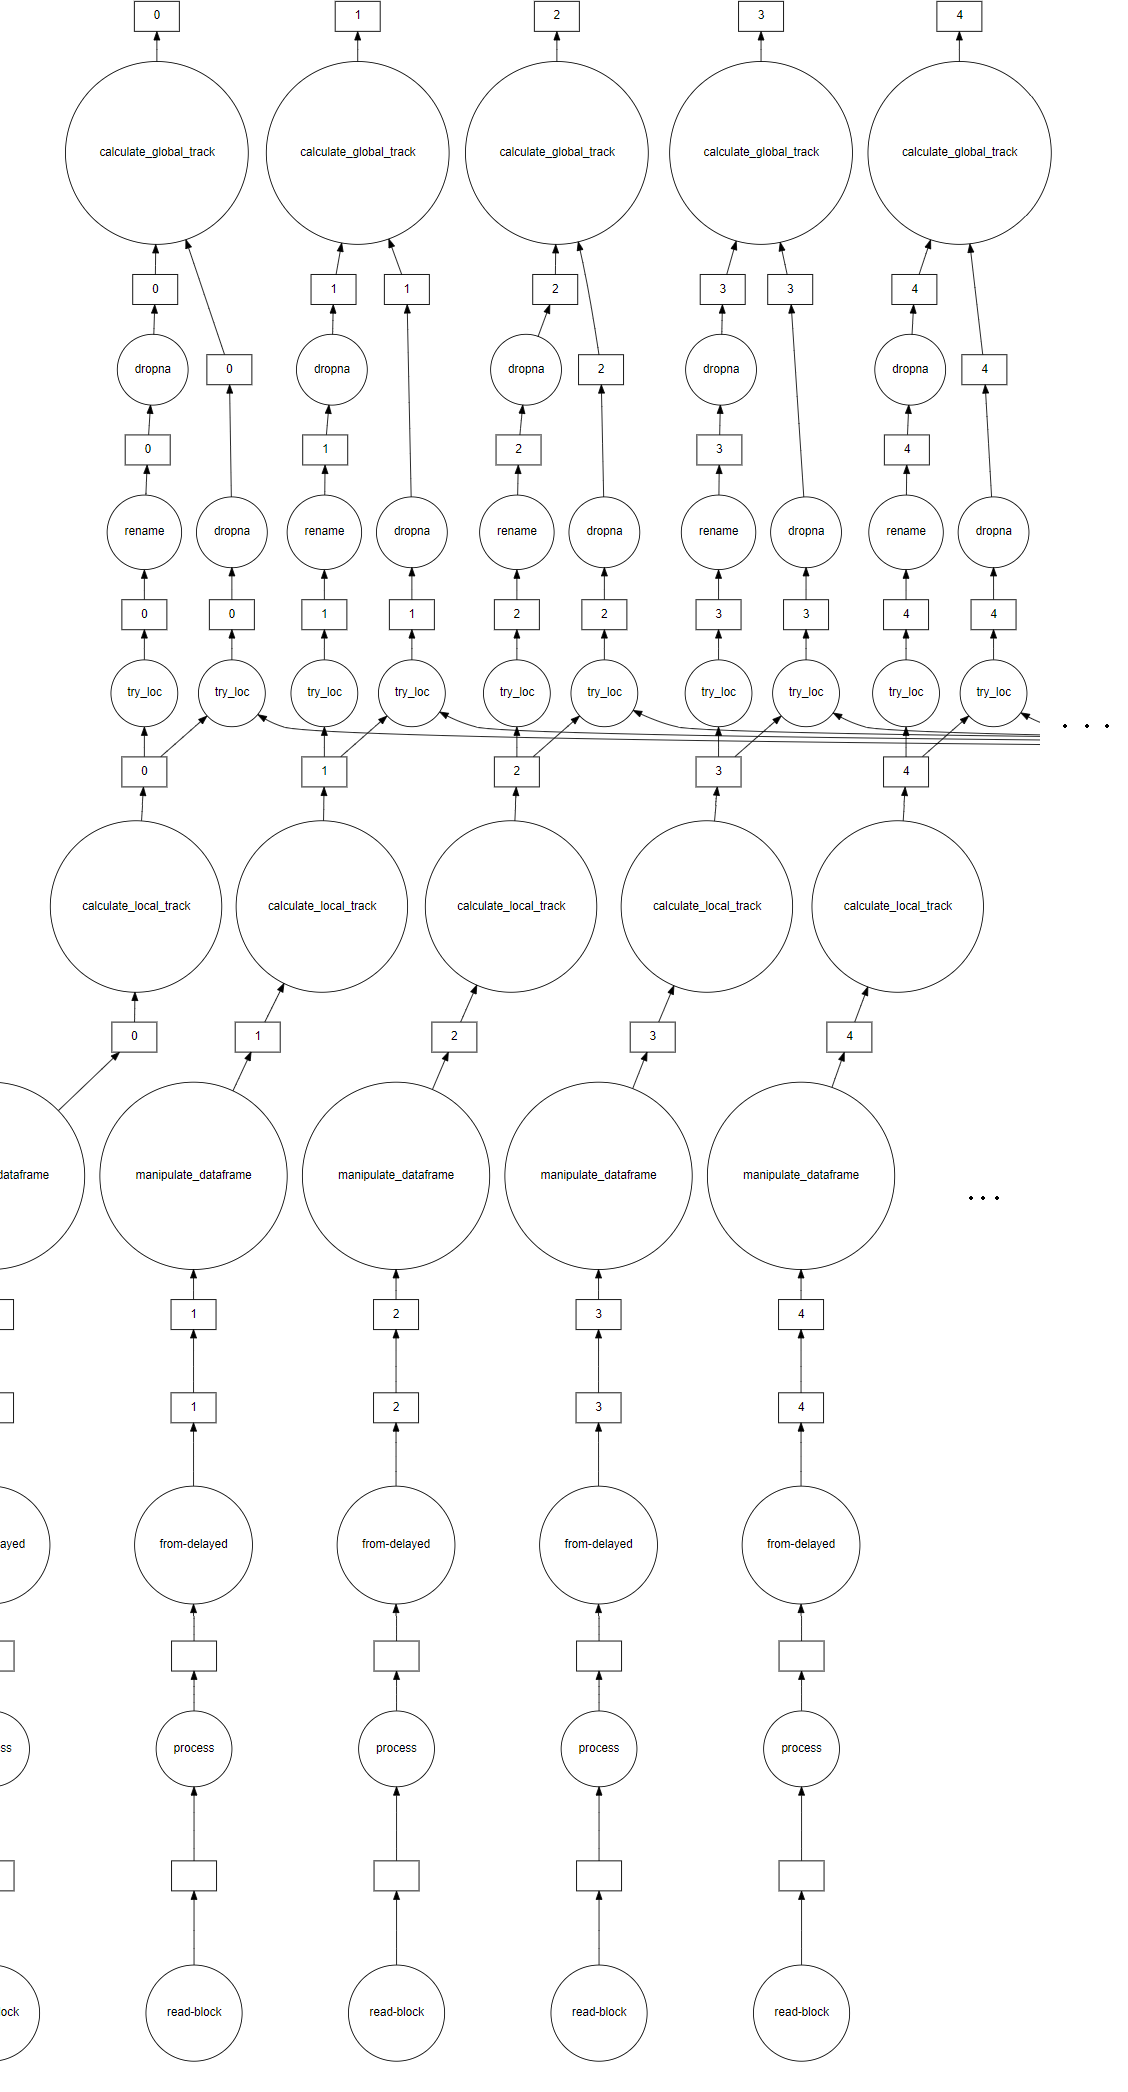 0 1 2 3 4
calculate_global_track calculate_global_track calculate_global_track calculate_global_track calculate_global_track
0 1 1 2 3 3 4
dropna 0 dropna dropna 2 dropna dropna 4
0 1 2 3 4
rename dropna rename dropna rename dropna rename dropna rename dropna
0 0 1 1 2 2 3 3 4 4
try_loc try_loc try_loc try_loc try_loc try_loc try_loc try_loc try_loc try_loc
. . .
0 1 2 3 4
calculate_local_track calculate_local_track calculate_local_track calculate_local_track calculate_local_track
0 1 2 3 4
dataframe manipulate_dataframe manipulate_dataframe manipulate_dataframe manipulate_dataframe
...
1 2 3 4
1 2 3 4
ayed from-delayed from-delayed from-delayed from-delayed
ss process process process process
ock read-block read-block read-block read-block